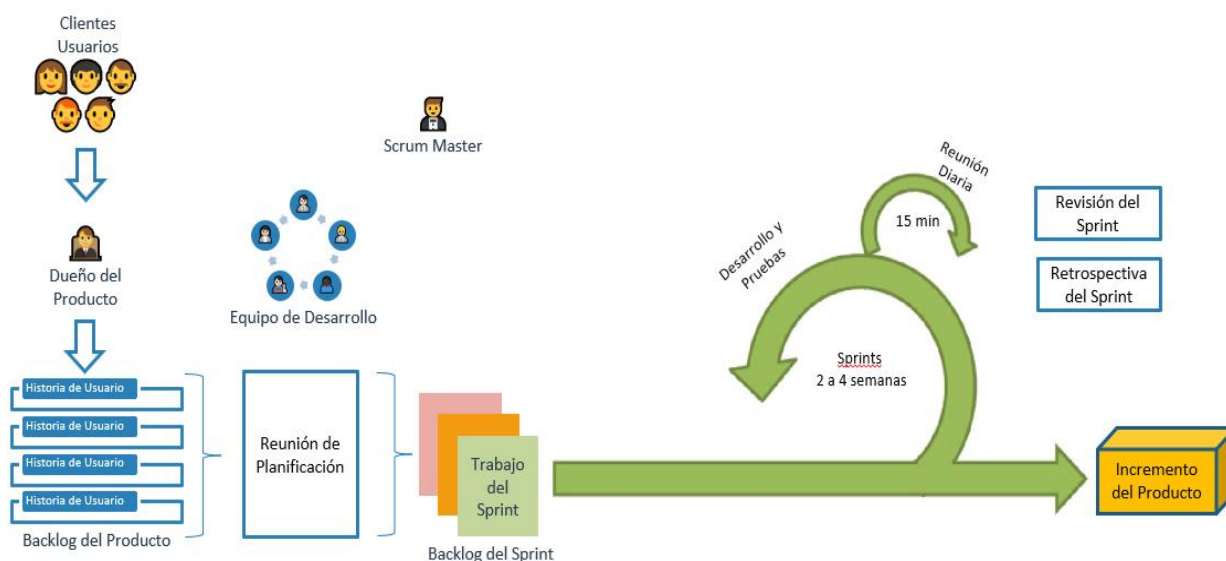 Clientes
Usuarios
Scrum Master
Dueño del
Producto
Equipo de Desarrollo
Historia de Usuario
Historia de Usuario
Historia de Usuario
Historia de Usuario
Backlog del Producto
Reunión de
Planificación
Trabajo
del
Sprint
Backlog del Sprint
Desarrollo y
Pruebas
Reunión
Diaria
15 min
Sprints
2 a 4 semanas
Revisión del
Sprint
Retrospectiva
del Sprint
Incremento
del Producto